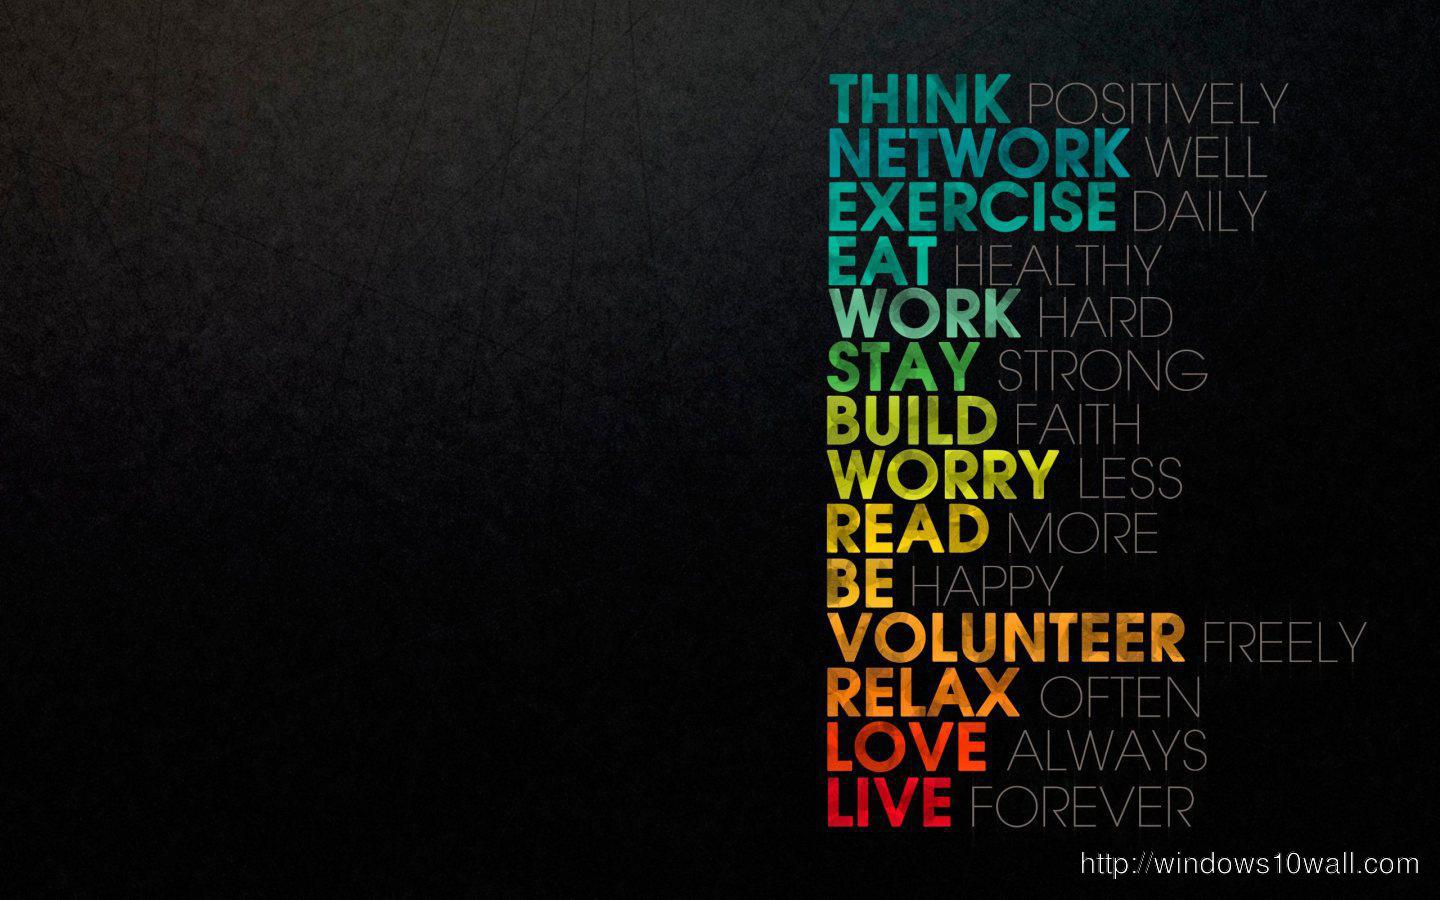 THINK POSITIVELY
NETWORK WELL
EXERCISE DAILY
EAT HEALTHY
WORK HARD
STAY STRONG
BUILD FAITH
WORRY LESS
READ MORE
BE HAPPY
VOLUNTEER FREELY
RELAX OFTEN
LOVE ALWAYS
LIVE FOREVER
http://windows10wall.com